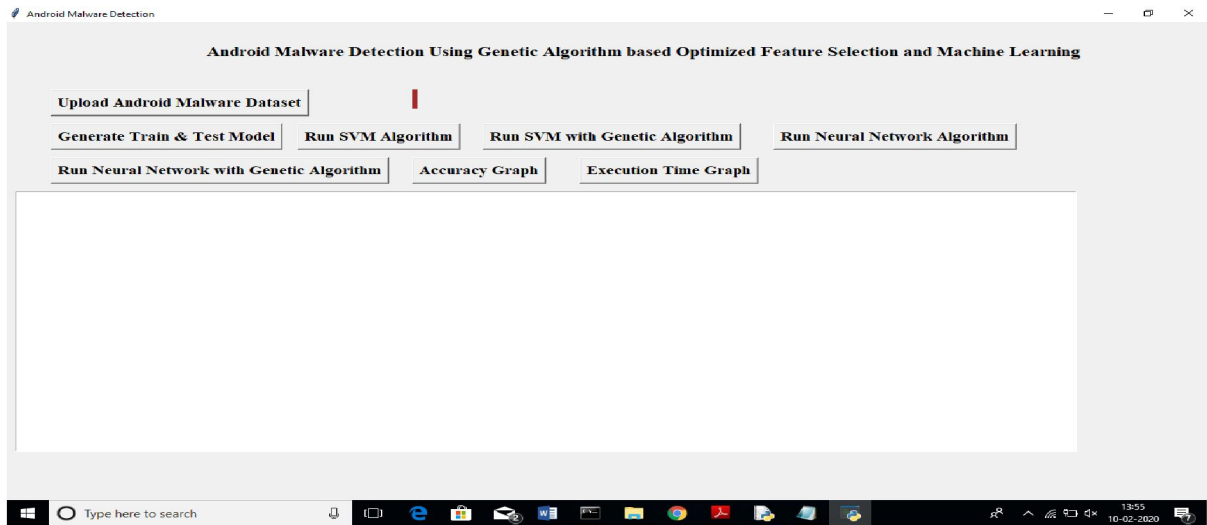 Android Malware Detection
Android Malware Detection Using Genetic Algorithm based Optimized Feature Selection and Machine Learning
Upload Android Malware Dataset
Generate Train & Test Model Run SVM Algorithm Run SVM with Genetic Algorithm Run Neural Network Algorithm
Run Neural Network with Genetic Algorithm Accuracy Graph Execution Time Graph
Type here to search
13:55
10-02-2020